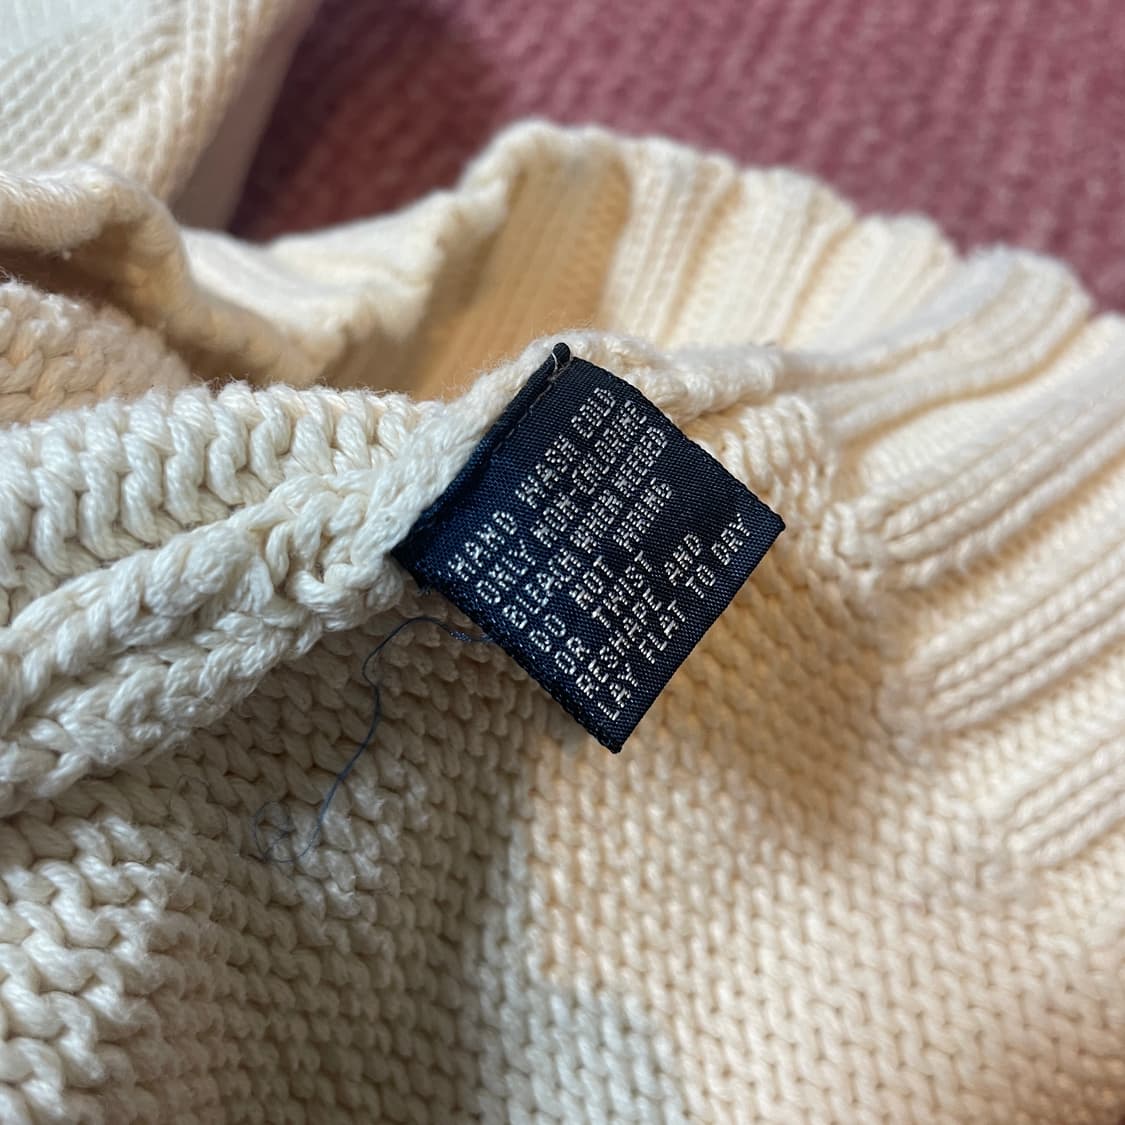 HAND WASH COLD
ONLY NON-CHLORINE
BLEACH WHEN NEEDED
DO NOT WRING
OR TWIST
RESHAPE AND
LAY FLAT TO DRY